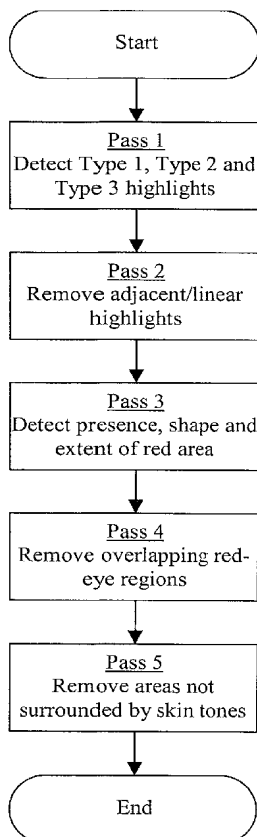 Start
Pass 1
Detect Type 1, Type 2 and
Type 3 highlights
Pass 2
Remove adjacent/linear
highlights
Pass 3
Detect presence, shape and
extent of red area
Pass 4
Remove overlapping red-
eye regions
Pass 5
Remove areas not
surrounded by skin tones
End